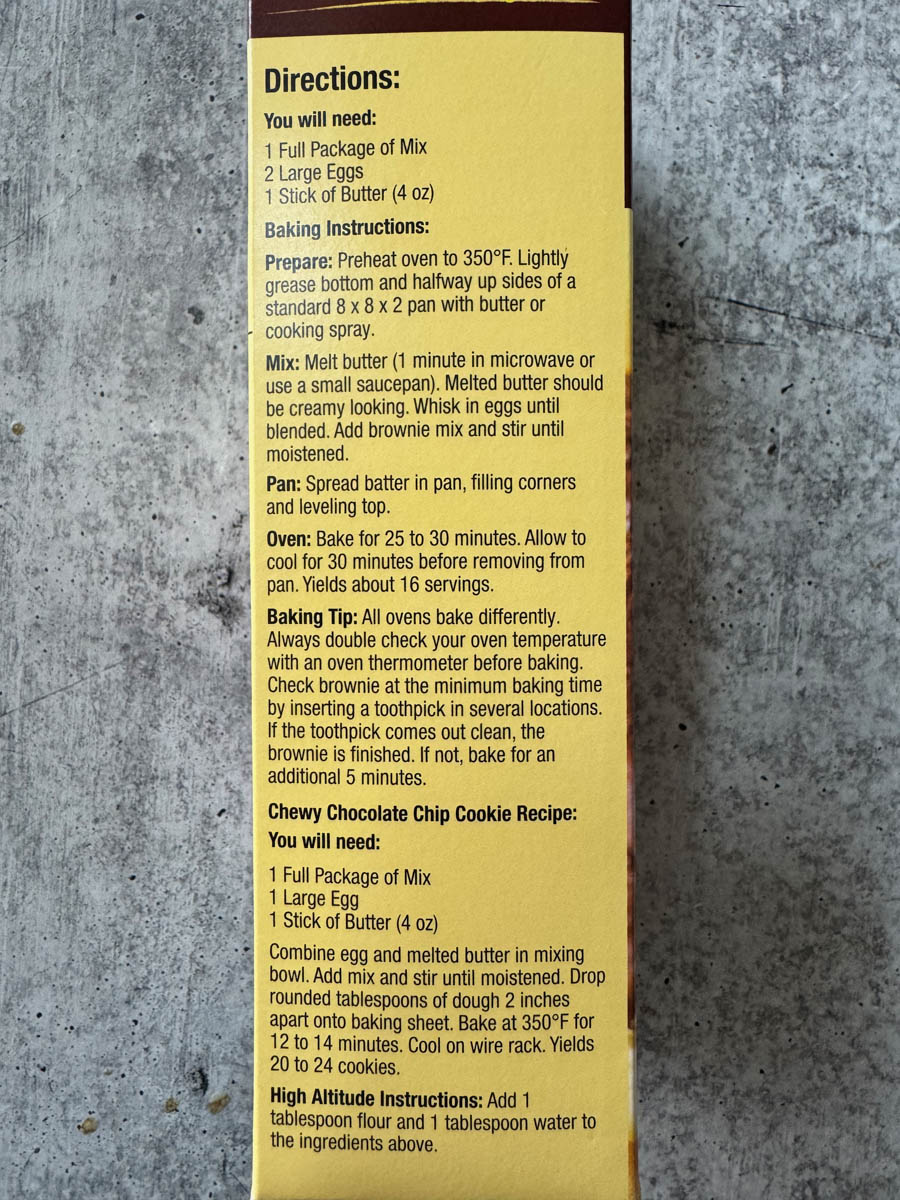 Directions:
You will need:
1 Full Package of Mix
2 Large Eggs
1 Stick of Butter (4 oz)
Baking Instructions:
Prepare: Preheat oven to 350°F. Lightly
grease bottom and halfway up sides of a
standard 8 x 8 x 2 pan with butter or
cooking spray.
Mix: Melt butter (1 minute in microwave or
use a small saucepan). Melted butter should
be creamy looking. Whisk in eggs until
blended. Add brownie mix and stir until
moistened.
Pan: Spread batter in pan, filling corners
and leveling top.
Oven: Bake for 25 to 30 minutes. Allow to
cool for 30 minutes before removing from
pan. Yields about 16 servings.
Baking Tip: All ovens bake differently.
Always double check your oven temperature
with an oven thermometer before baking.
Check brownie at the minimum baking time
by inserting a toothpick in several locations.
If the toothpick comes out clean, the
brownie is finished. If not, bake for an
additional 5 minutes.
Chewy Chocolate Chip Cookie Recipe:
You will need:
1 Full Package of Mix
1 Large Egg
1 Stick of Butter (4 oz)
Combine egg and melted butter in mixing
bowl. Add mix and stir until moistened. Drop
rounded tablespoons of dough 2 inches
apart onto baking sheet. Bake at 350°F for
12 to 14 minutes. Cool on wire rack. Yields
20 to 24 cookies.
High Altitude Instructions: Add 1
tablespoon flour and 1 tablespoon water to
the ingredients above.